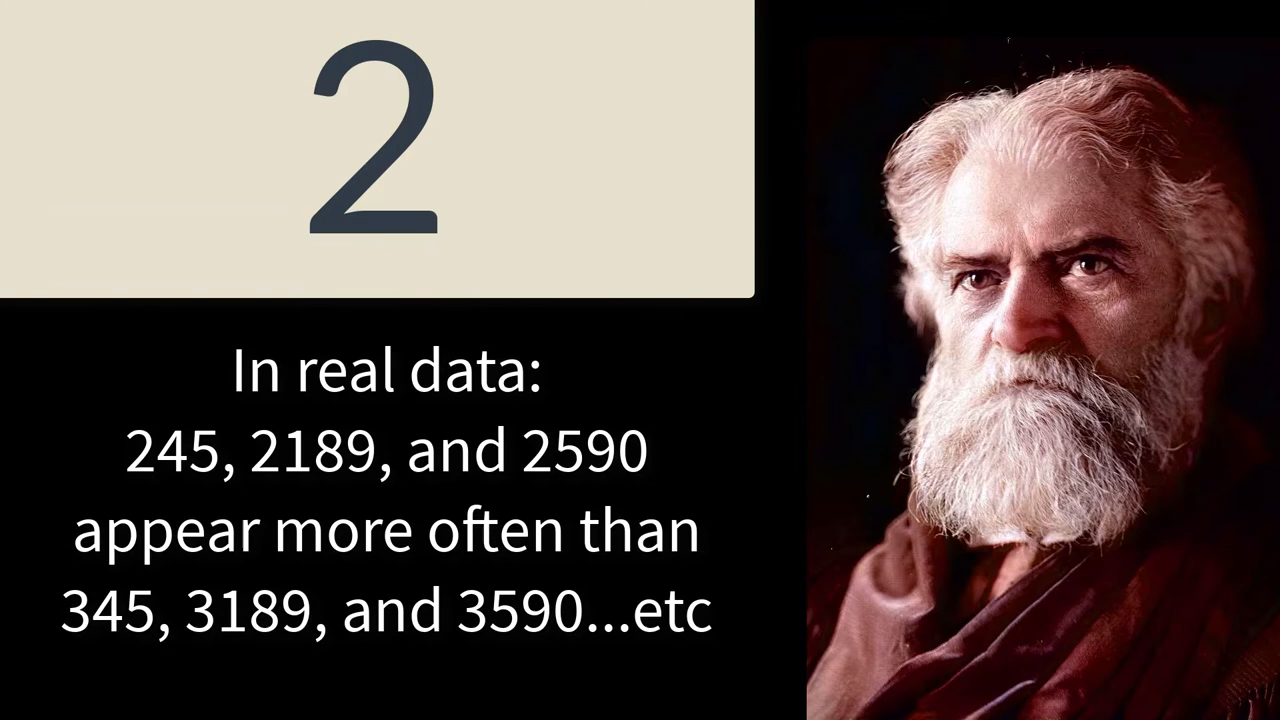 2
In real data:
245, 2189, and 2590
appear more often than
345, 3189, and 3590...etc